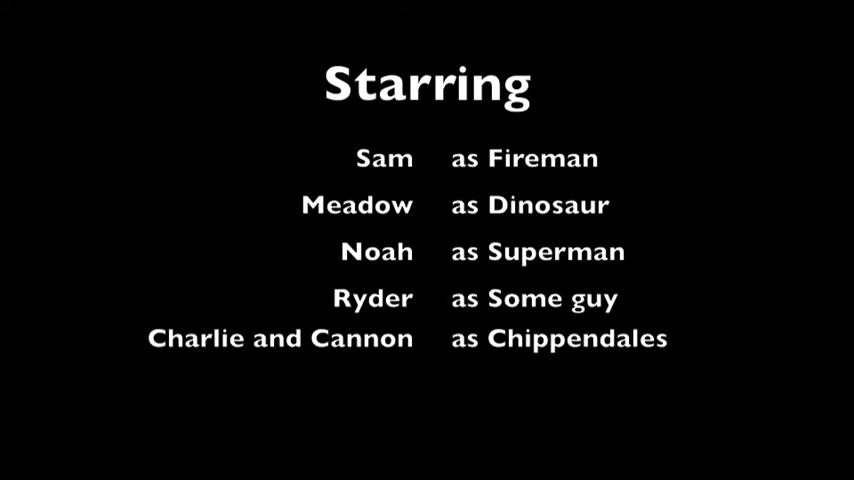 Starring
Sam as Fireman
Meadow as Dinosaur
Noah as Superman
Ryder as Some guy
Charlie and Cannon as Chippendales